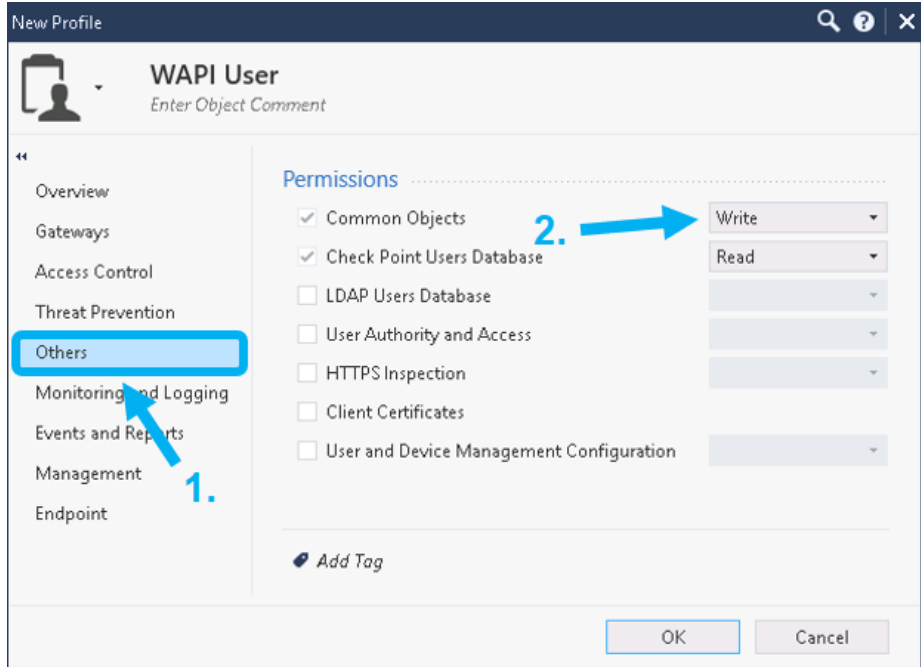 New Profile
WAPI User
Enter Object Comment
Overview
Gateways
Access Control
Threat Prevention
Others
Monitoring and Logging
Events and Reports
Management
Endpoint
1.
Permissions
Common Objects
2.
Write
Check Point Users Database
Read
LDAP Users Database
User Authority and Access
HTTPS Inspection
Client Certificates
User and Device Management Configuration
Add Tag
OK
Cancel